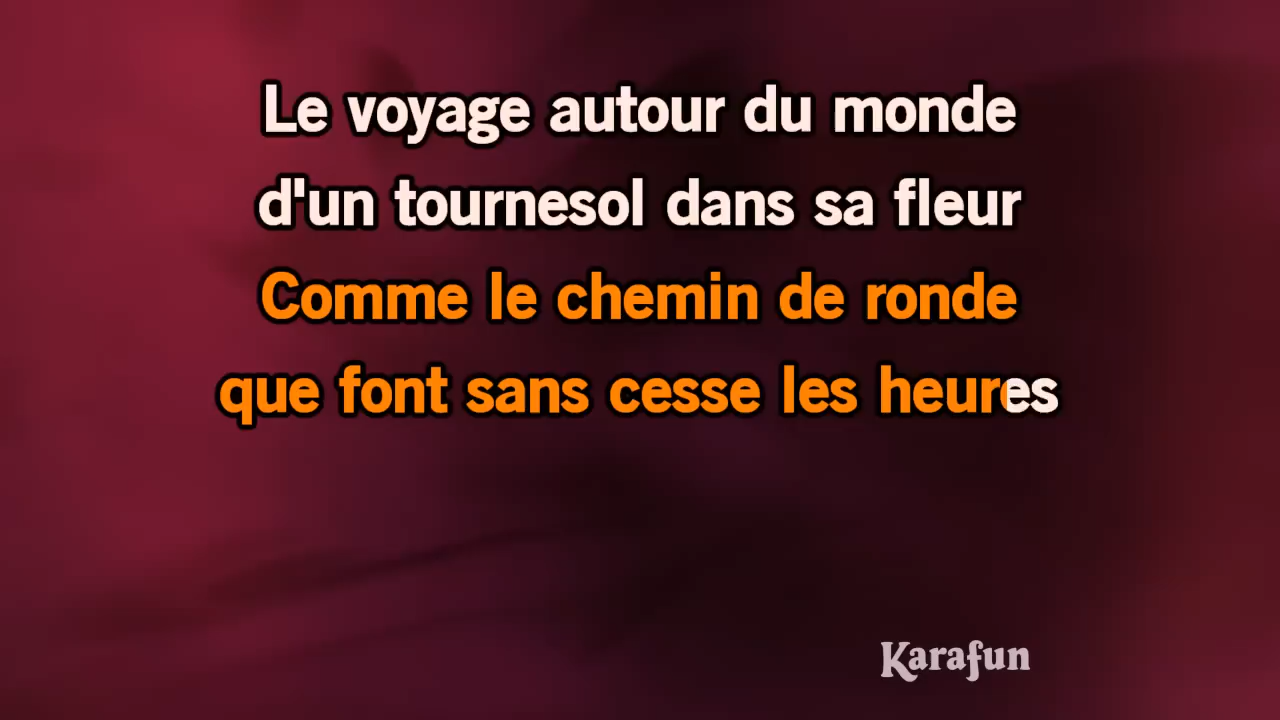 Le voyage autour du monde
d'un tournesol dans sa fleur
Comme le chemin de ronde
que font sans cesse les heures
Karafun